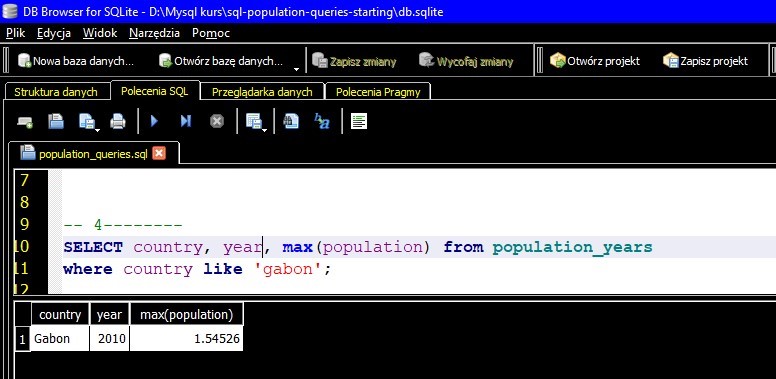 DB Browser for SQLite - D:\Mysql kurs\sql-population-queries-starting\db.sqlite
Plik Edycja Widok Narzędzia Pomoc
Nowa baza danych... Otwórz bazę danych... Zapisz zmiany Wycofaj zmiany Otwórz projekt Zapisz projekt
Struktura danych Polecenia SQL Przeglądarka danych Polecenia Pragmy
population_queries.sql
7
8
9 -- 4--------
10 SELECT country, year, max(population) from population_years
11 where country like 'gabon';
12
country year max(population)
1 Gabon 2010 1.54526